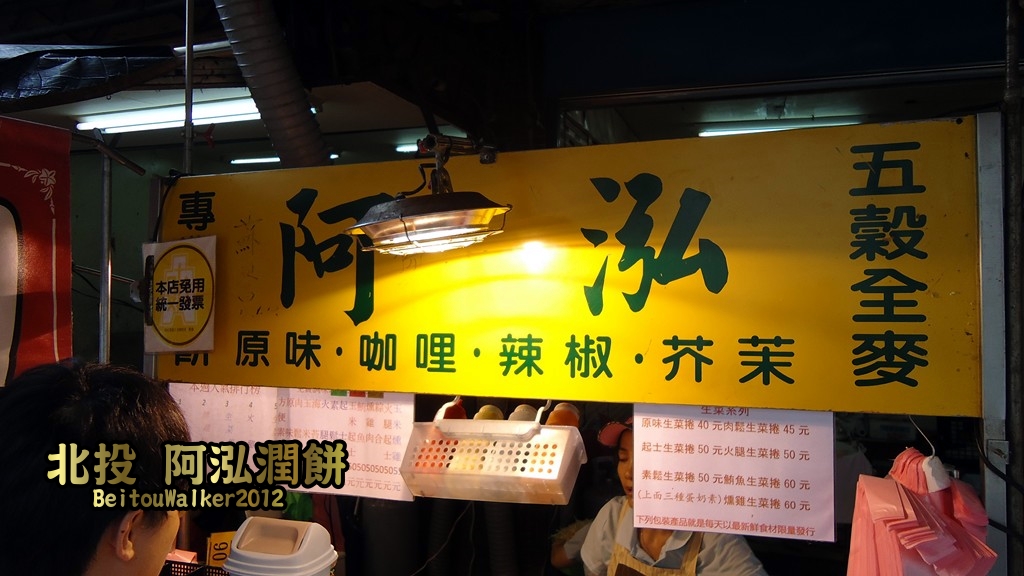 專
餅
阿泓
五穀全麥
原味·咖哩·辣椒·芥茉
本店免用
統一發票
生菜系列
原味生菜捲 40 元肉鬆生菜捲 45 元
起士生菜捲 50 元火腿生菜捲 50 元
素鬆生菜捲 50 元鮪魚生菜捲 60 元
(上面三種蛋奶素)燻雞生菜捲 60 元
下列包裝產品就是每天以最新鮮食材限量發行
北投 阿泓潤餅
BeitouWalker2012